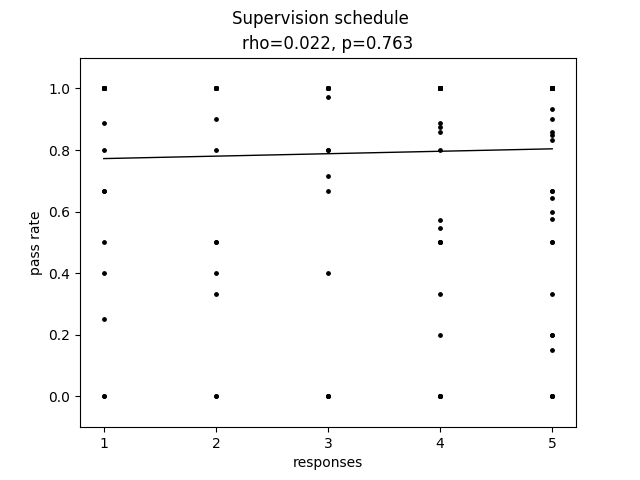 Supervision schedule
rho=0.022, p=0.763
1.0
0.8
0.6
0.4
0.2
0.0
pass rate
1 2 3 4 5
responses